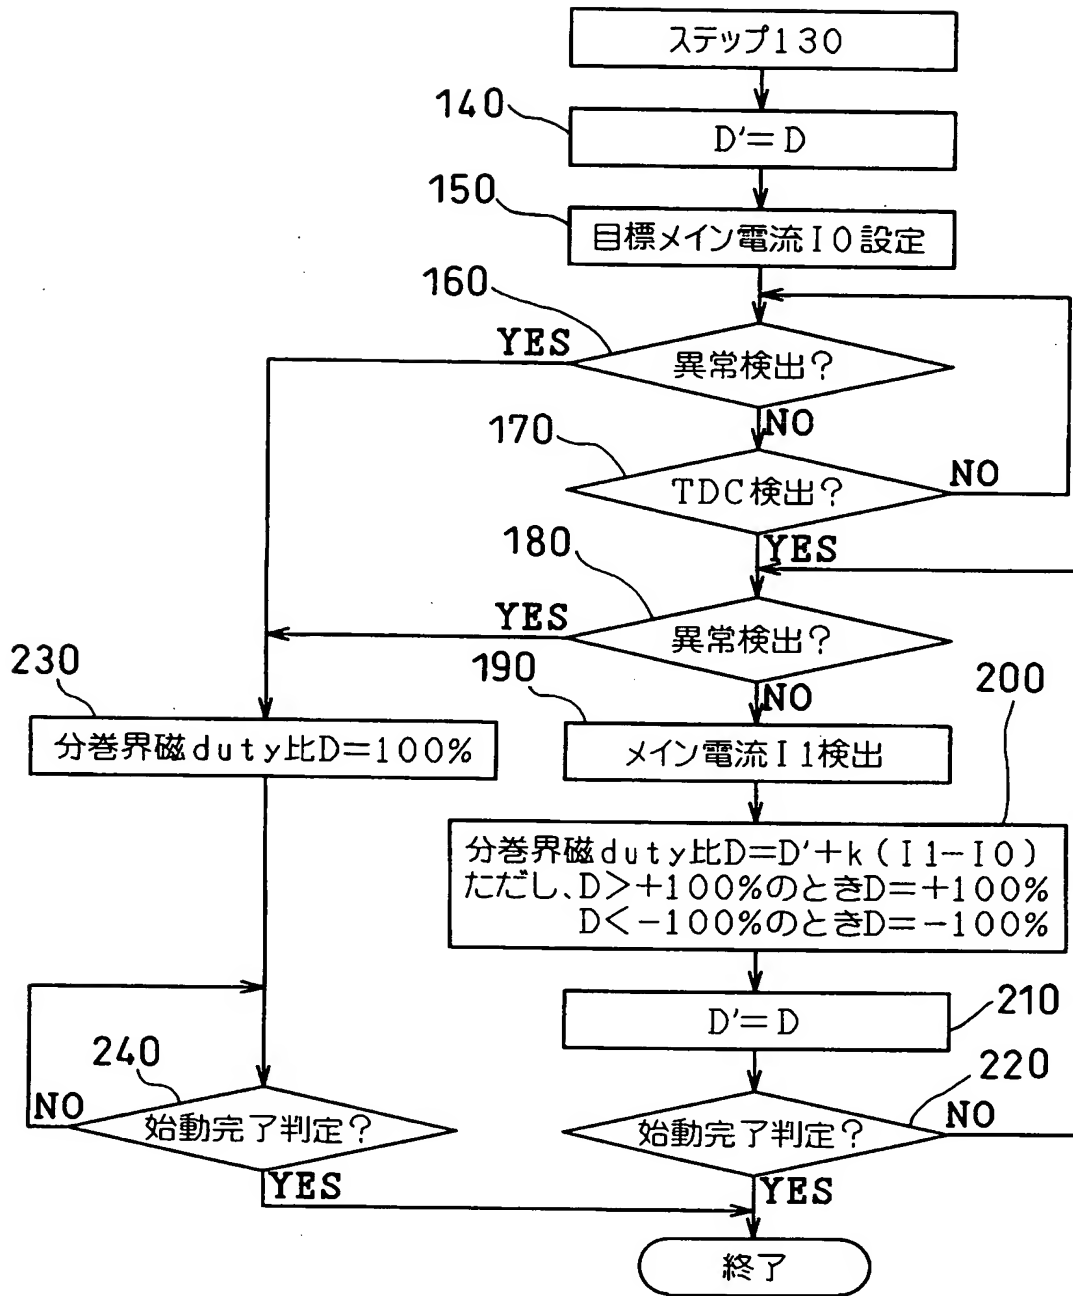 ステップ130
140
D'=D
150
目標メイン電流I0設定
160
YES
異常検出?
NO
170
TDC検出?
NO
YES
180
YES
異常検出?
NO
230
分巻界磁duty比D=100%
190
メイン電流I1検出
200
分巻界磁duty比D=D'+k(I1-I0)
ただし、D>+100%のときD=+100%
D<-100%のときD=-100%
210
D'=D
240
NO
始動完了判定?
YES
220
始動完了判定?
NO
YES
終了